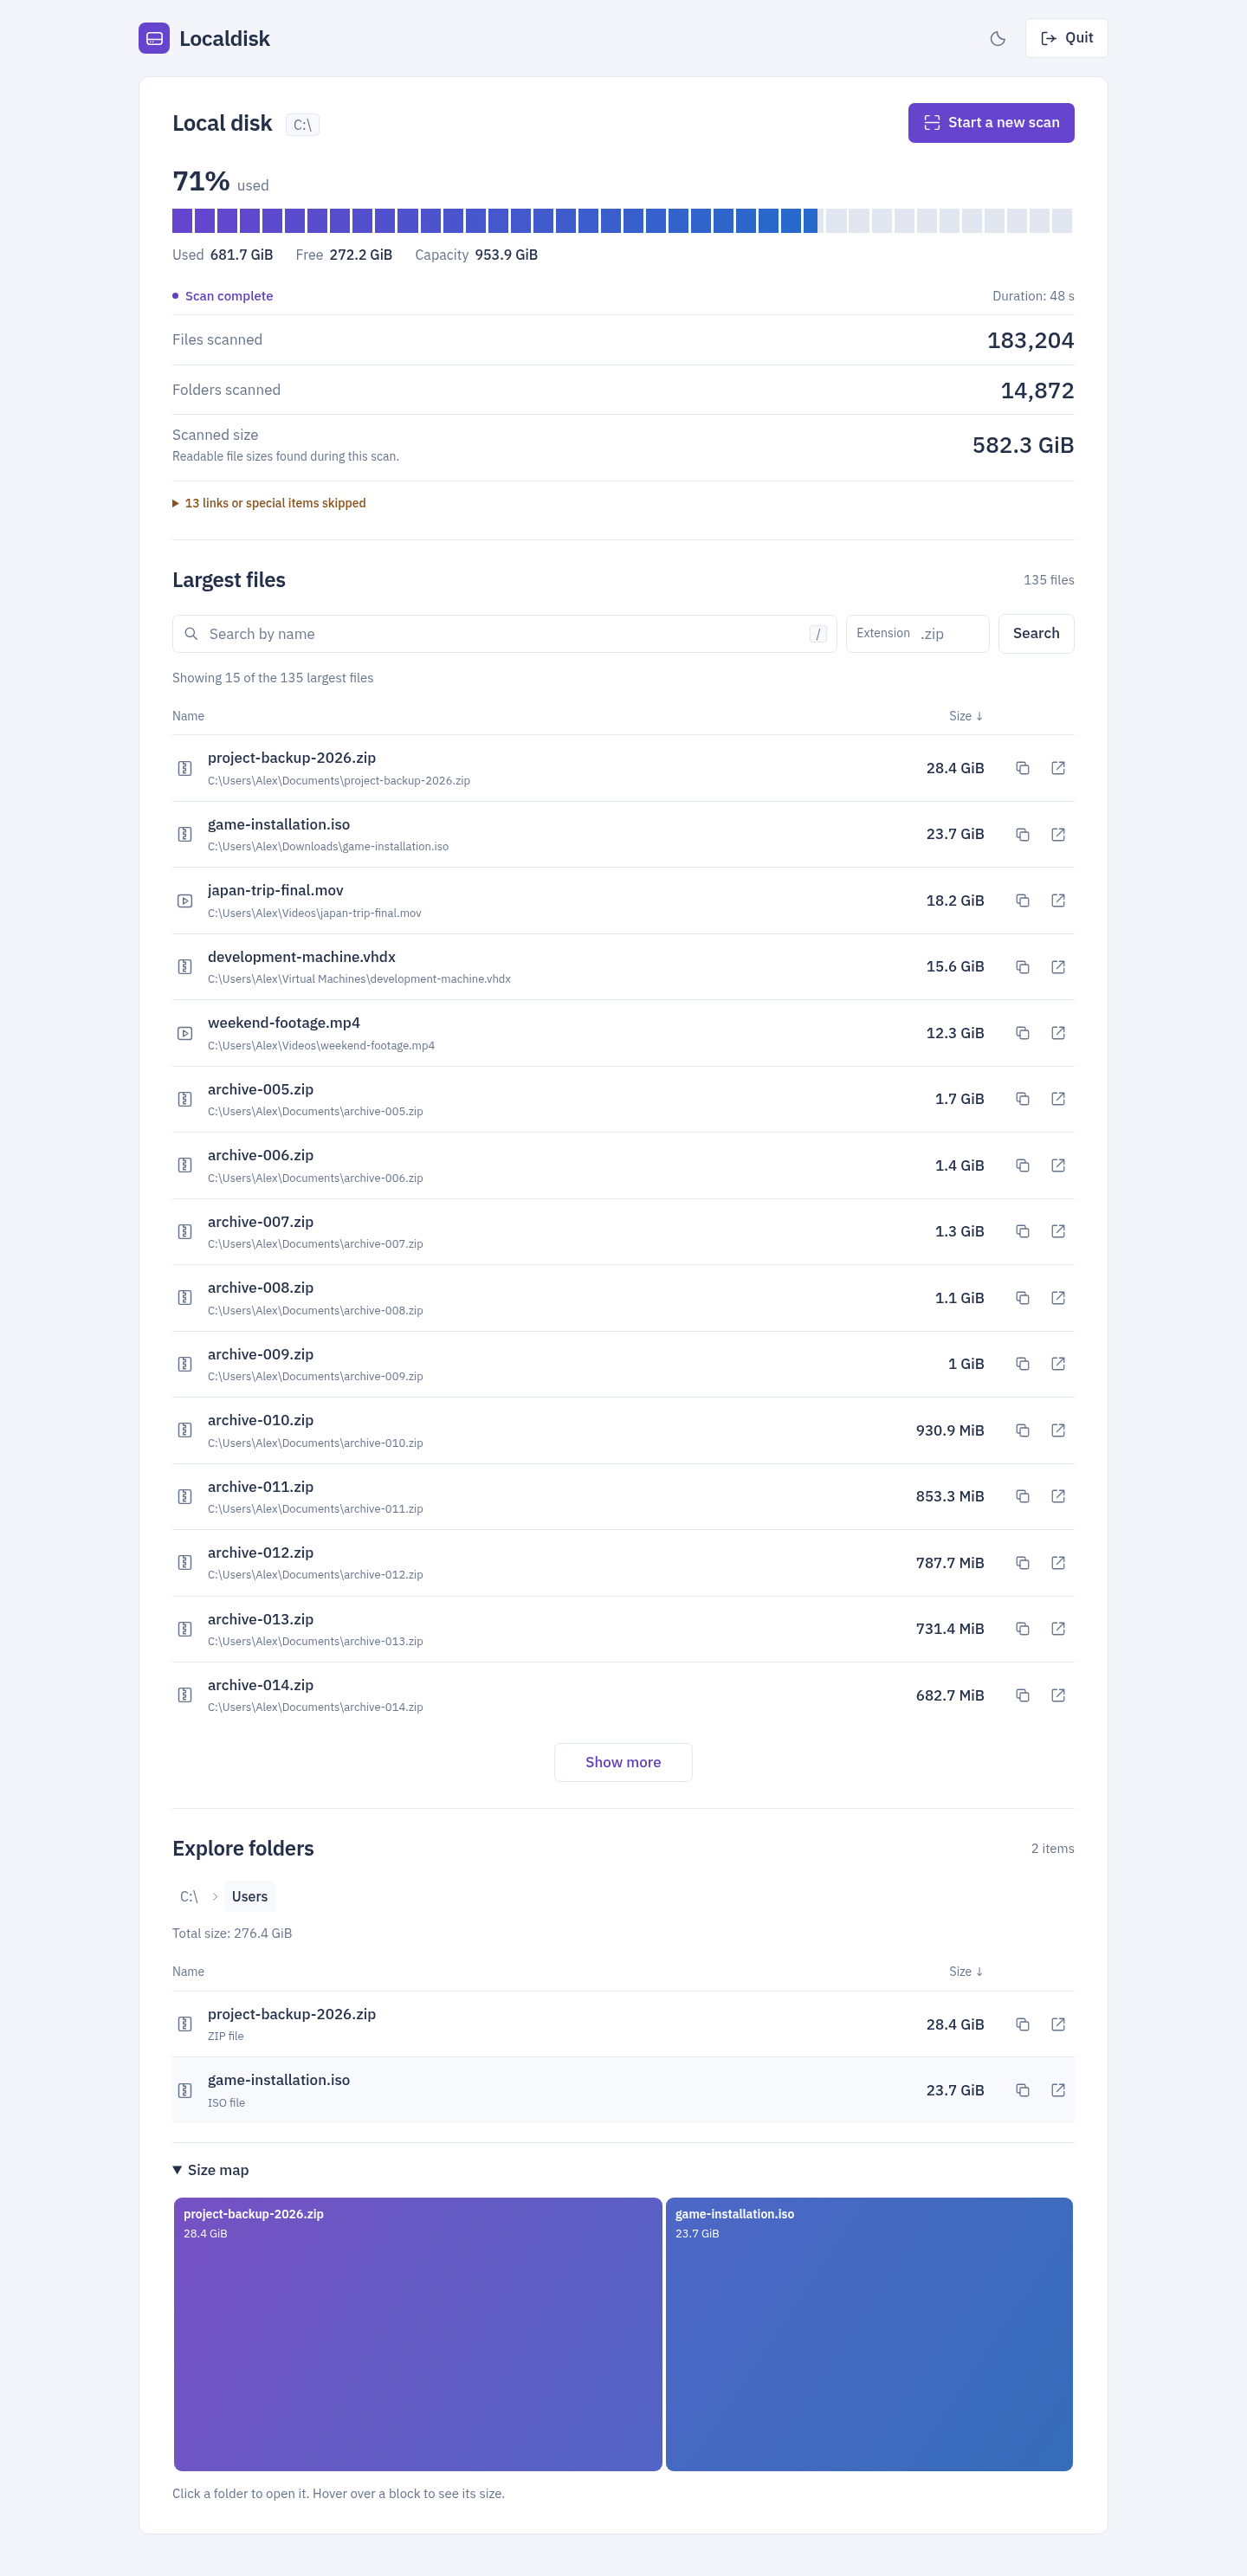 Localdisk
Quit
Local disk C:\
Start a new scan
71% used
Used 681.7 GiB Free 272.2 GiB Capacity 953.9 GiB
Scan complete
Duration: 48 s
Files scanned
183,204
Folders scanned
14,872
Scanned size
Readable file sizes found during this scan.
582.3 GiB
13 links or special items skipped
Largest files
135 files
Search by name /
Extension .zip
Search
Showing 15 of the 135 largest files
Name
Size ↓
project-backup-2026.zip
C:\Users\Alex\Documents\project-backup-2026.zip
28.4 GiB
game-installation.iso
C:\Users\Alex\Downloads\game-installation.iso
23.7 GiB
japan-trip-final.mov
C:\Users\Alex\Videos\japan-trip-final.mov
18.2 GiB
development-machine.vhdx
C:\Users\Alex\Virtual Machines\development-machine.vhdx
15.6 GiB
weekend-footage.mp4
C:\Users\Alex\Videos\weekend-footage.mp4
12.3 GiB
archive-005.zip
C:\Users\Alex\Documents\archive-005.zip
1.7 GiB
archive-006.zip
C:\Users\Alex\Documents\archive-006.zip
1.4 GiB
archive-007.zip
C:\Users\Alex\Documents\archive-007.zip
1.3 GiB
archive-008.zip
C:\Users\Alex\Documents\archive-008.zip
1.1 GiB
archive-009.zip
C:\Users\Alex\Documents\archive-009.zip
1 GiB
archive-010.zip
C:\Users\Alex\Documents\archive-010.zip
930.9 MiB
archive-011.zip
C:\Users\Alex\Documents\archive-011.zip
853.3 MiB
archive-012.zip
C:\Users\Alex\Documents\archive-012.zip
787.7 MiB
archive-013.zip
C:\Users\Alex\Documents\archive-013.zip
731.4 MiB
archive-014.zip
C:\Users\Alex\Documents\archive-014.zip
682.7 MiB
Show more
Explore folders
2 items
C:\ Users
Total size: 276.4 GiB
Name
Size ↓
project-backup-2026.zip
ZIP file
28.4 GiB
game-installation.iso
ISO file
23.7 GiB
Size map
project-backup-2026.zip
28.4 GiB
game-installation.iso
23.7 GiB
Click a folder to open it. Hover over a block to see its size.